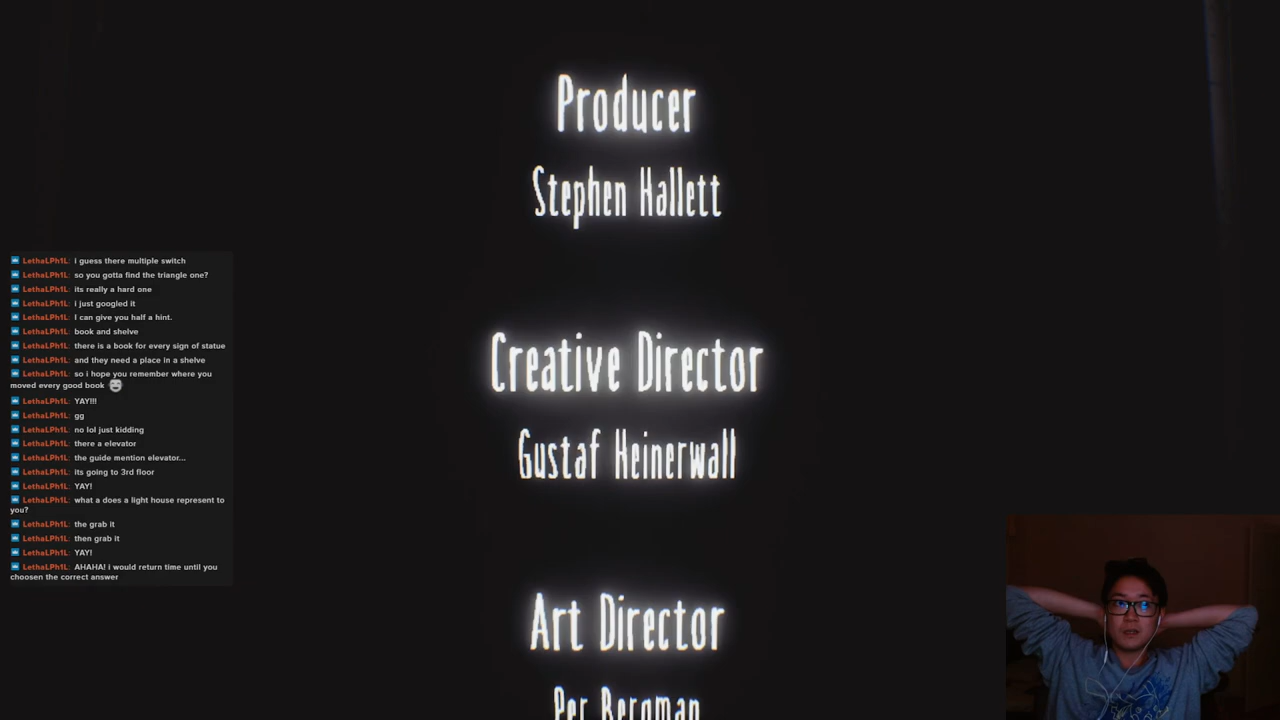 Producer
Stephen Hallett
Creative Director
Gustaf Heinerwall
Art Director
Per Bergman
LethaLPh1L: i guess there multiple switch
LethaLPh1L: so you gotta find the triangle one?
LethaLPh1L: its really a hard one
LethaLPh1L: i just googled it
LethaLPh1L: I can give you half a hint.
LethaLPh1L: book and shelve
LethaLPh1L: there is a book for every sign of statue
LethaLPh1L: and they need a place in a shelve
LethaLPh1L: so i hope you remember where you
moved every good book
LethaLPh1L: YAY!!!
LethaLPh1L: gg
LethaLPh1L: no lol just kidding
LethaLPh1L: there a elevator
LethaLPh1L: the guide mention elevator...
LethaLPh1L: its going to 3rd floor
LethaLPh1L: YAY!
LethaLPh1L: what a does a light house represent to
you?
LethaLPh1L: the grab it
LethaLPh1L: then grab it
LethaLPh1L: YAY!
LethaLPh1L: AHAHA! i would return time until you
choosen the correct answer